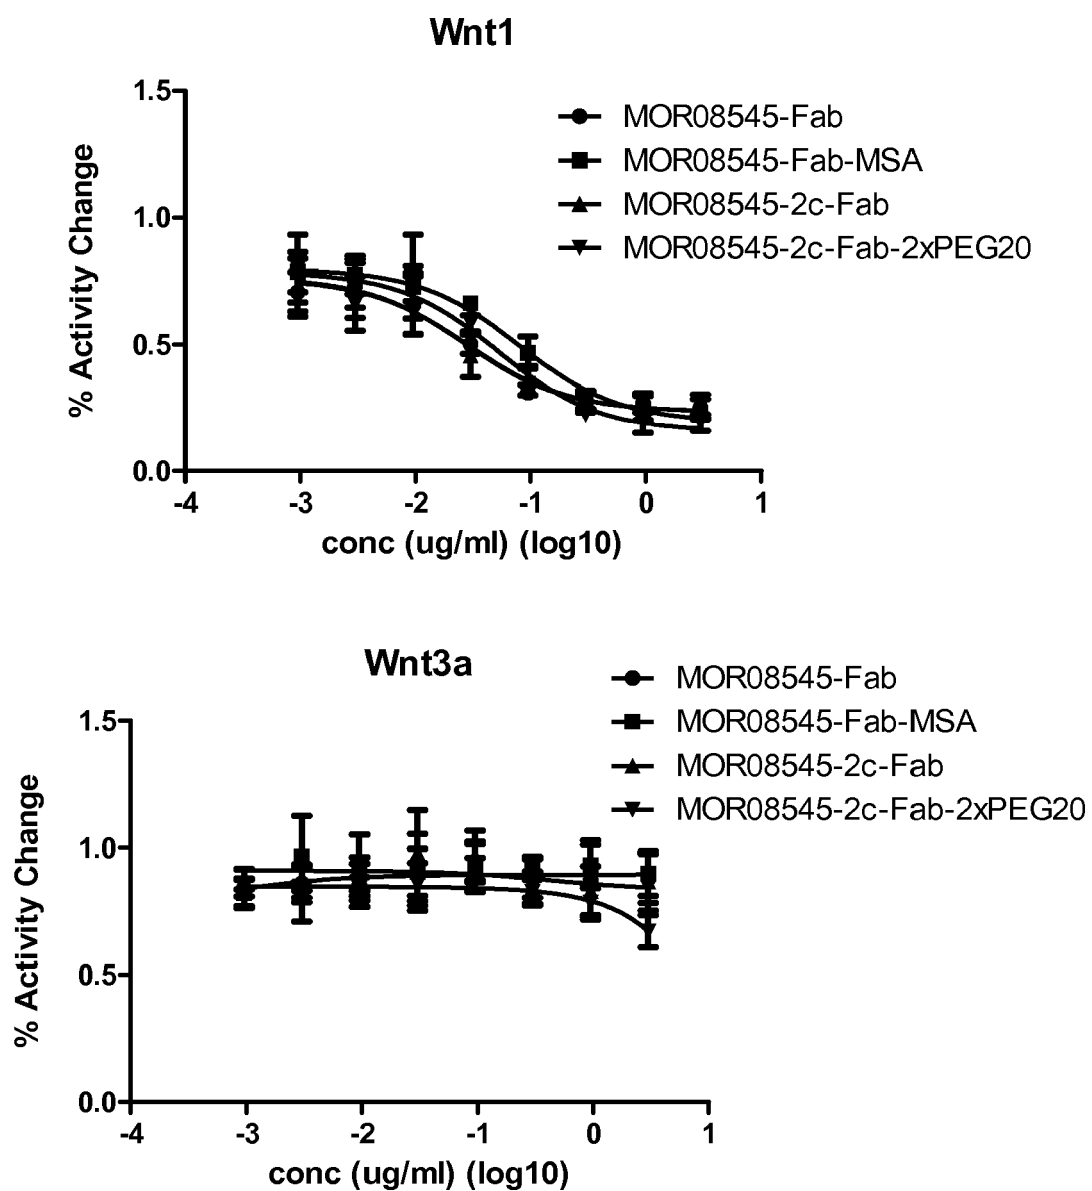 Wnt1
1.5
1.0
0.5
0.0
% Activity Change
-4 -3 -2 -1 0 1
conc (ug/ml) (log10)
MOR08545-Fab
MOR08545-Fab-MSA
MOR08545-2c-Fab
MOR08545-2c-Fab-2xPEG20
Wnt3a
1.5
1.0
0.5
0.0
% Activity Change
-4 -3 -2 -1 0 1
conc (ug/ml) (log10)
MOR08545-Fab
MOR08545-Fab-MSA
MOR08545-2c-Fab
MOR08545-2c-Fab-2xPEG20